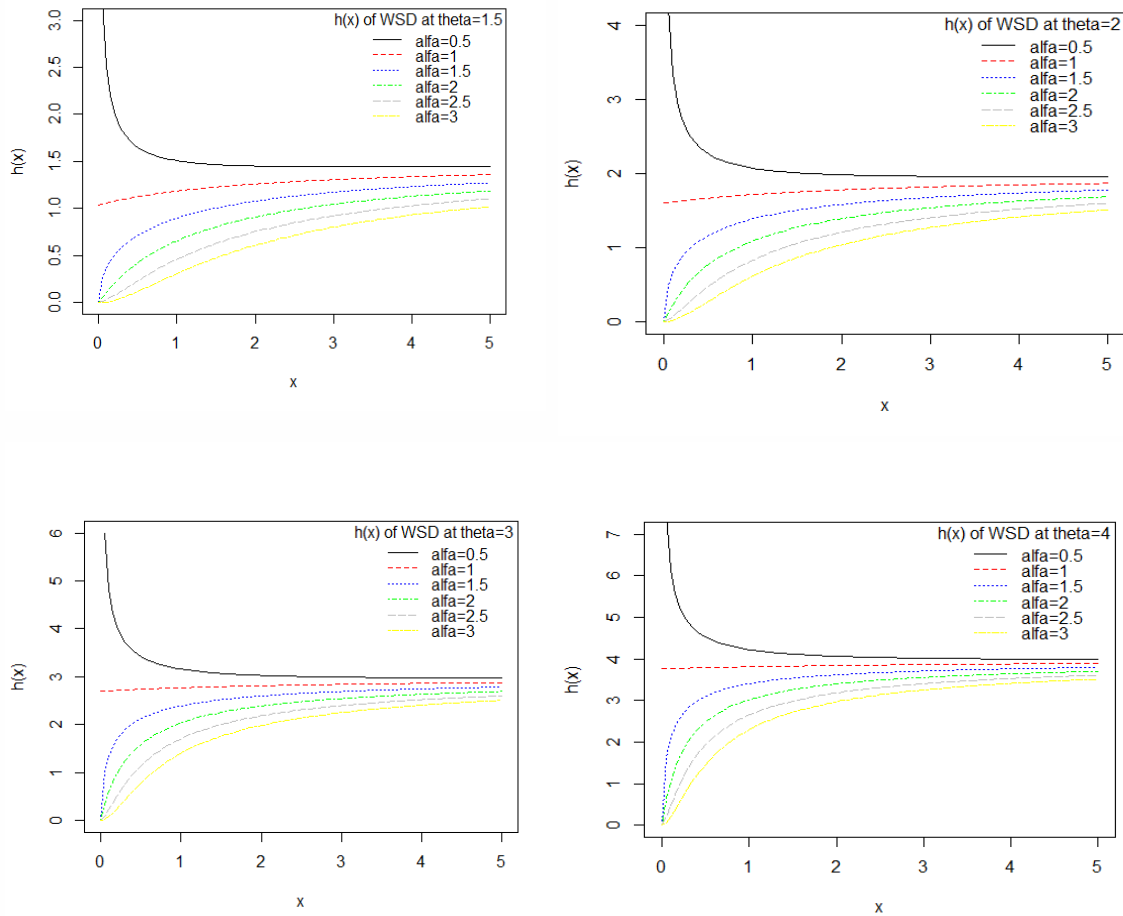 h(x) of WSD at theta=1.5
alfa=0.5
alfa=1
alfa=1.5
alfa=2
alfa=2.5
alfa=3
3.0
2.5
2.0
1.5
1.0
0.5
0.0
h(x)
0 1 2 3 4 5
x
h(x) of WSD at theta=2
alfa=0.5
alfa=1
alfa=1.5
alfa=2
alfa=2.5
alfa=3
4
3
2
1
0
h(x)
0 1 2 3 4 5
x
h(x) of WSD at theta=3
alfa=0.5
alfa=1
alfa=1.5
alfa=2
alfa=2.5
alfa=3
6
5
4
3
2
1
0
h(x)
0 1 2 3 4 5
x
h(x) of WSD at theta=4
alfa=0.5
alfa=1
alfa=1.5
alfa=2
alfa=2.5
alfa=3
7
6
5
4
3
2
1
0
h(x)
0 1 2 3 4 5
x